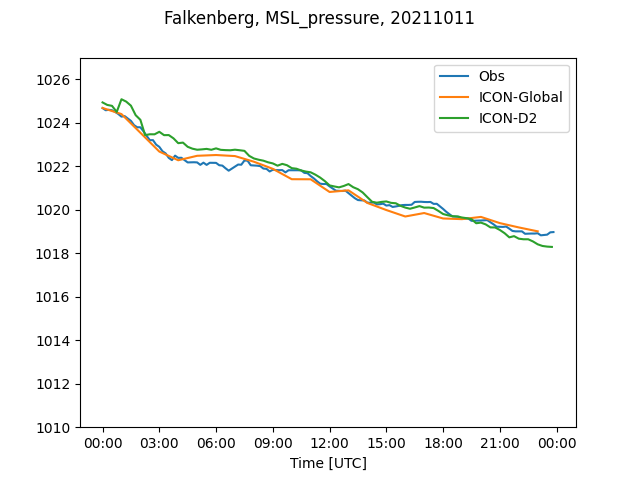 Falkenberg, MSL_pressure, 20211011
Obs
ICON-Global
ICON-D2
1026
1024
1022
1020
1018
1016
1014
1012
1010
00:00 03:00 06:00 09:00 12:00 15:00 18:00 21:00 00:00
Time [UTC]